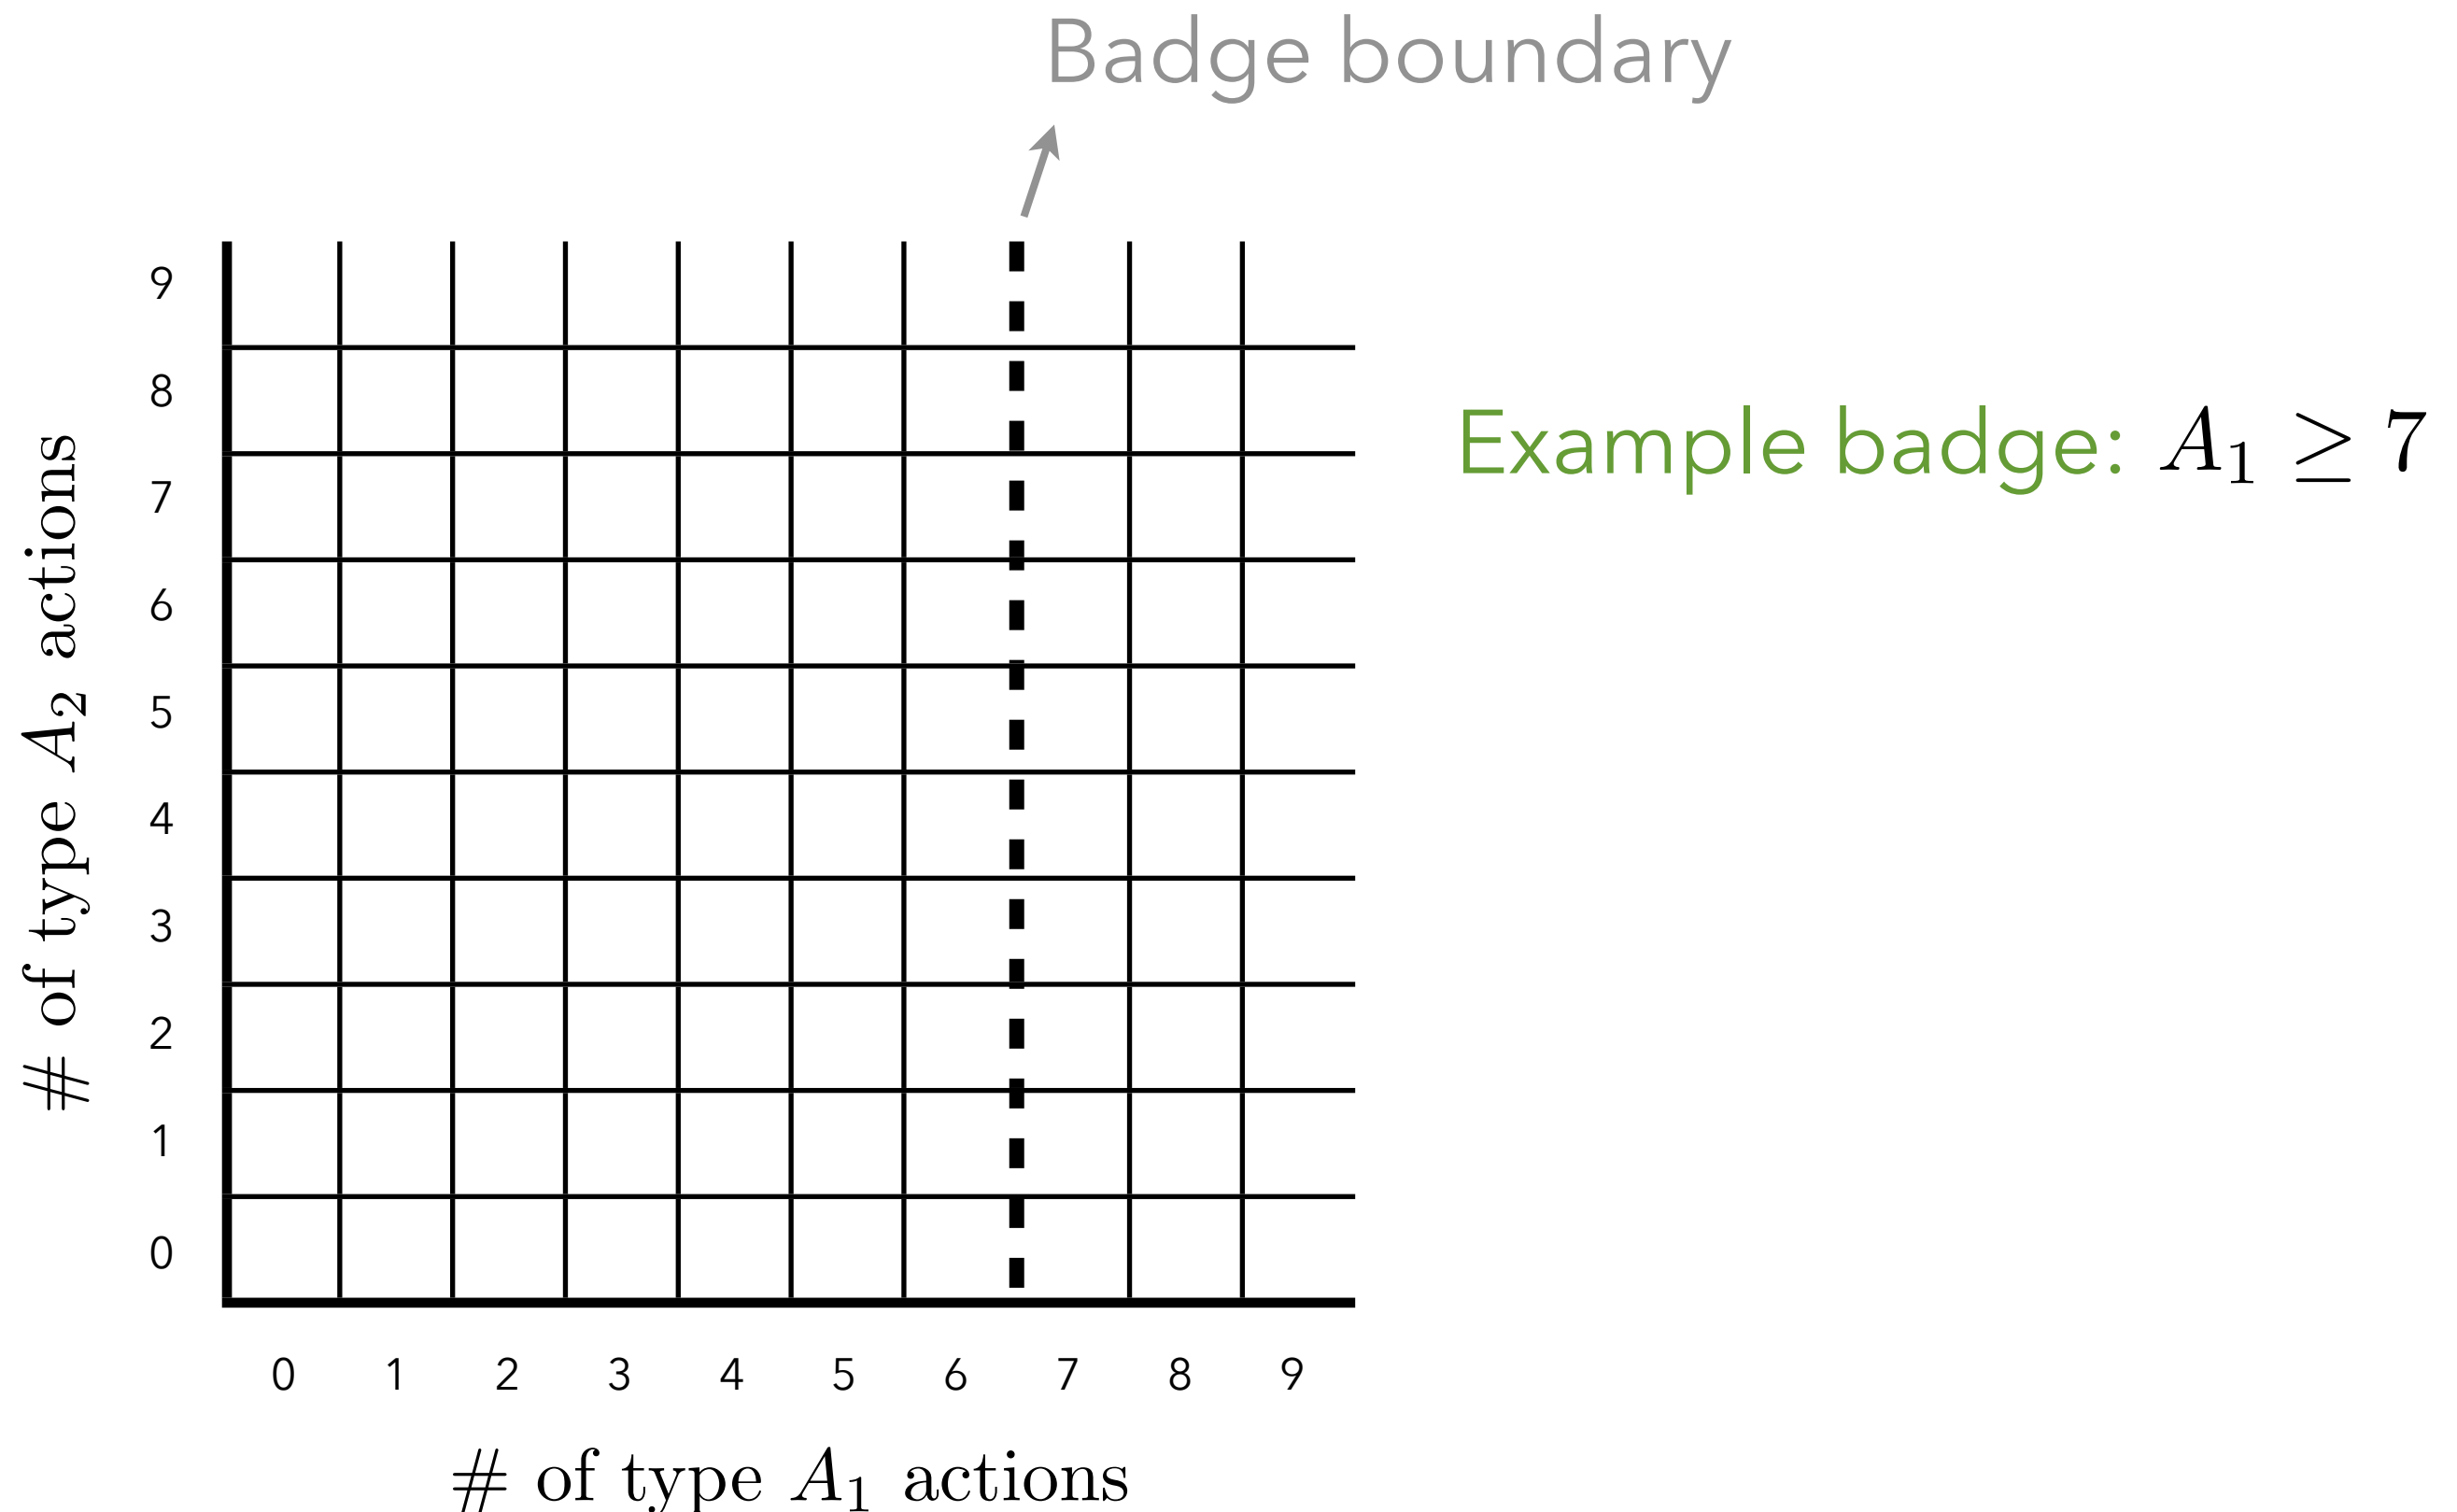 Badge boundary
Example badge: A₁ ≥ 7
# of type A₂ actions
9
8
7
6
5
4
3
2
1
0
0 1 2 3 4 5 6 7 8 9
# of type A₁ actions